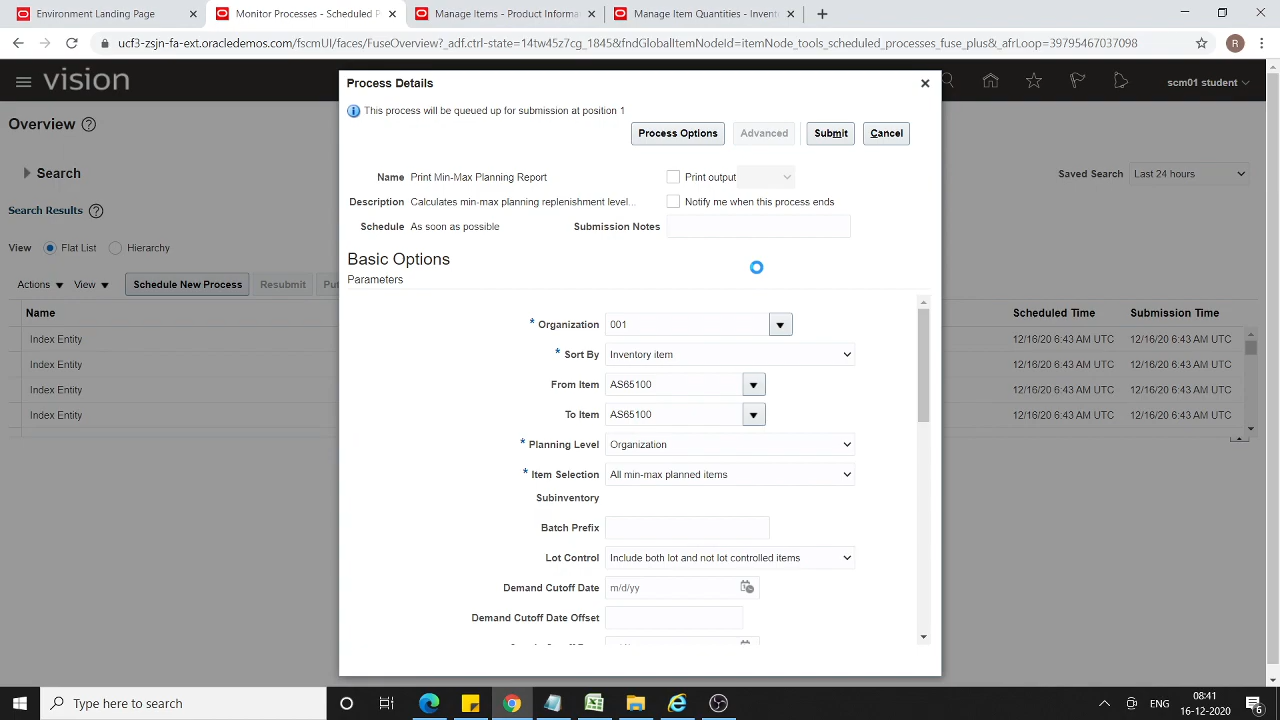 Environment Landing Page
Monitor Processes - Scheduled P
Manage Items - Product Informa
Manage Item Quantities - Invent
ucf3-zsjn-fa-ext.oracledemos.com/fscmUI/faces/FuseOverview?_adf.ctrl-state=14tw45z7cg_1845&fndGlobalItemNodeId=itemNode_tools_scheduled_processes_fuse_plus&_afrLoop=39795467037098
R
vision
scm01 student
Overview ?
Search
Saved Search Last 24 hours
Search Results ?
View Flat List Hierarchy
Actions View Schedule New Process Resubmit Put
Name Scheduled Time Submission Time
Index Entity 12/16/20 6:43 AM UTC 12/16/20 6:43 AM UTC
Index Entity 12/16/20 6:43 AM UTC 12/16/20 6:43 AM UTC
Index Entity 12/16/20 6:43 AM UTC 12/16/20 6:43 AM UTC
Index Entity 12/16/20 6:43 AM UTC 12/16/20 6:43 AM UTC
Process Details
This process will be queued up for submission at position 1
Process Options Advanced Submit Cancel
Name Print Min-Max Planning Report Print output
Description Calculates min-max planning replenishment level... Notify me when this process ends
Schedule As soon as possible Submission Notes
Basic Options
Parameters
* Organization 001
* Sort By Inventory item
From Item AS65100
To Item AS65100
* Planning Level Organization
* Item Selection All min-max planned items
Subinventory
Batch Prefix
Lot Control Include both lot and not lot controlled items
Demand Cutoff Date m/d/yy
Demand Cutoff Date Offset
Type here to search
ENG
08:41
16-12-2020
6